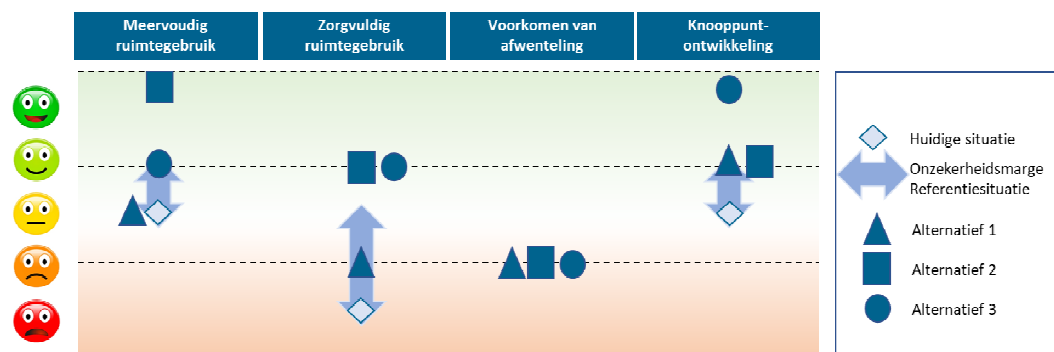 Meervoudig
ruimtegebruik
Zorgvuldig
ruimtegebruik
Voorkomen van
afwenteling
Knooppunt-
ontwikkeling
Huidige situatie
Onzekerheidsmarge
Referentiesituatie
Alternatief 1
Alternatief 2
Alternatief 3